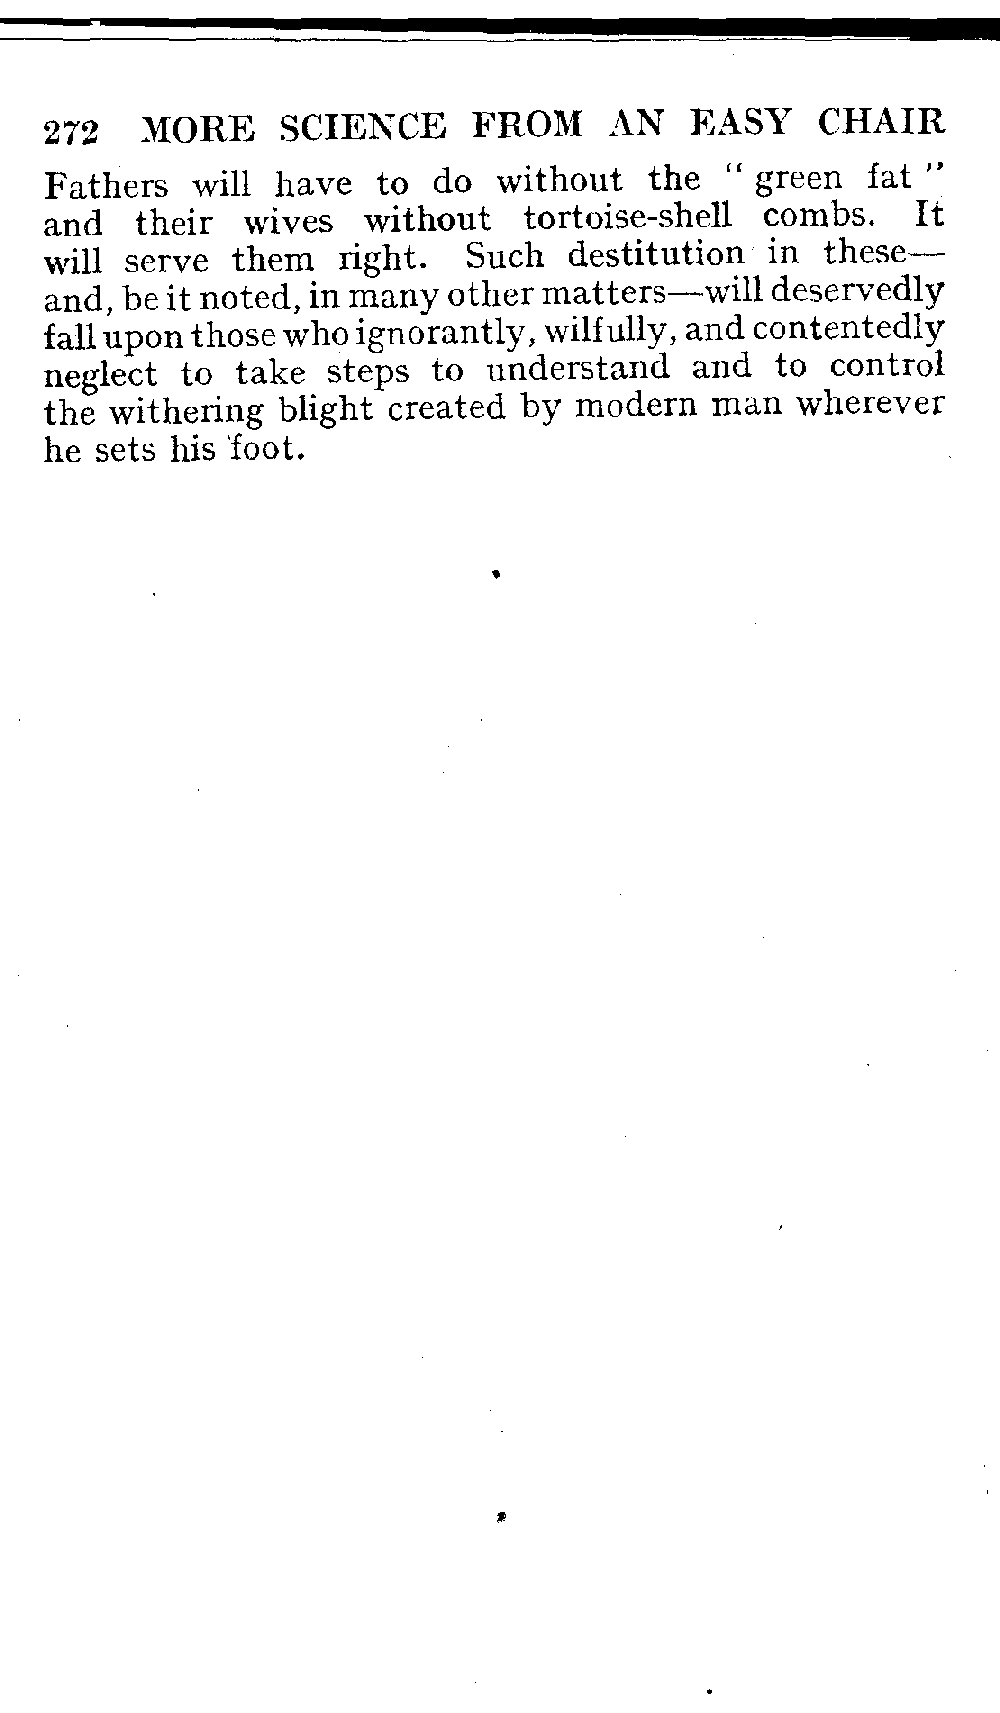 272 MORE SCIENCE FROM AN EASY CHAIR
Fathers will have to do without the “ green fat ”
and their wives without tortoise-shell combs. It
will serve them right. Such destitution in these—
and, be it noted, in many other matters—will deservedly
fall upon those who ignorantly, wilfully, and contentedly
neglect to take steps to understand and to control
the withering blight created by modern man wherever
he sets his foot.